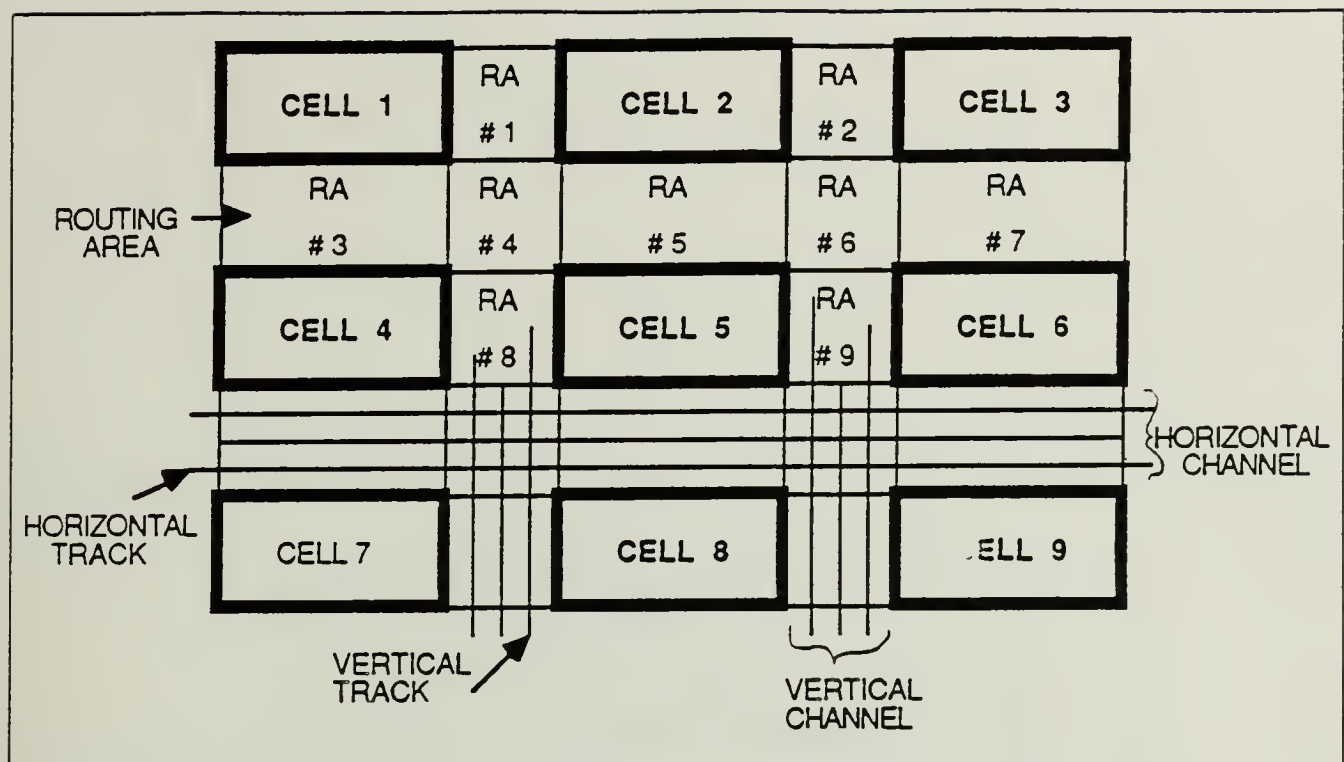 CELL 1
RA
# 1
CELL 2
RA
# 2
CELL 3
ROUTING
AREA
RA
# 3
RA
# 4
RA
# 5
RA
# 6
RA
# 7
CELL 4
RA
# 8
CELL 5
RA
# 9
CELL 6
HORIZONTAL
CHANNEL
HORIZONTAL
TRACK
CELL 7
CELL 8
ELL 9
VERTICAL
TRACK
VERTICAL
CHANNEL